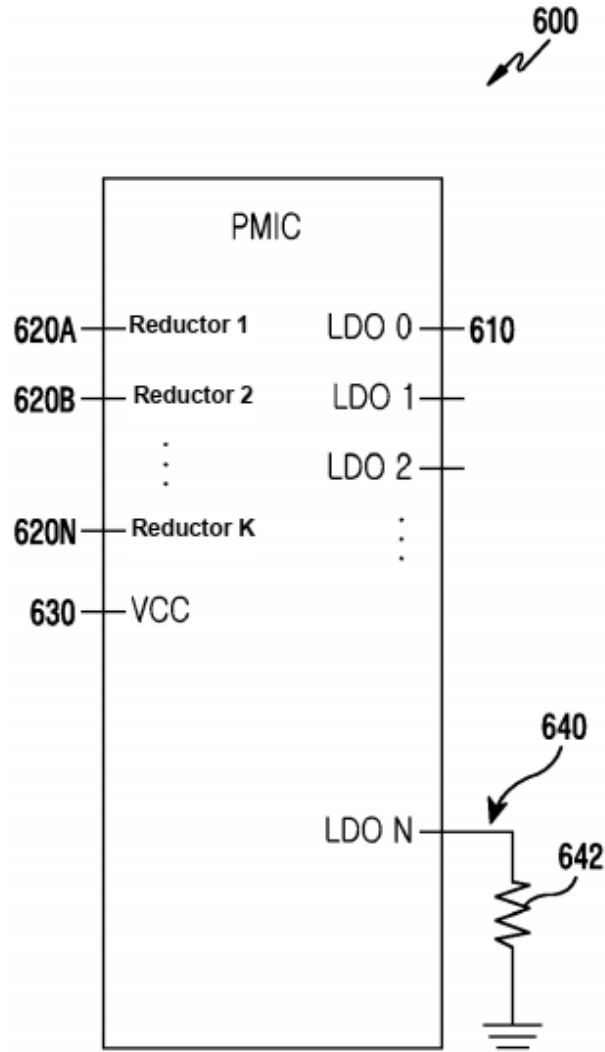 600
PMIC
620A Reductor 1 LDO 0 610
620B Reductor 2 LDO 1
LDO 2
620N Reductor K
630 VCC
640
LDO N
642